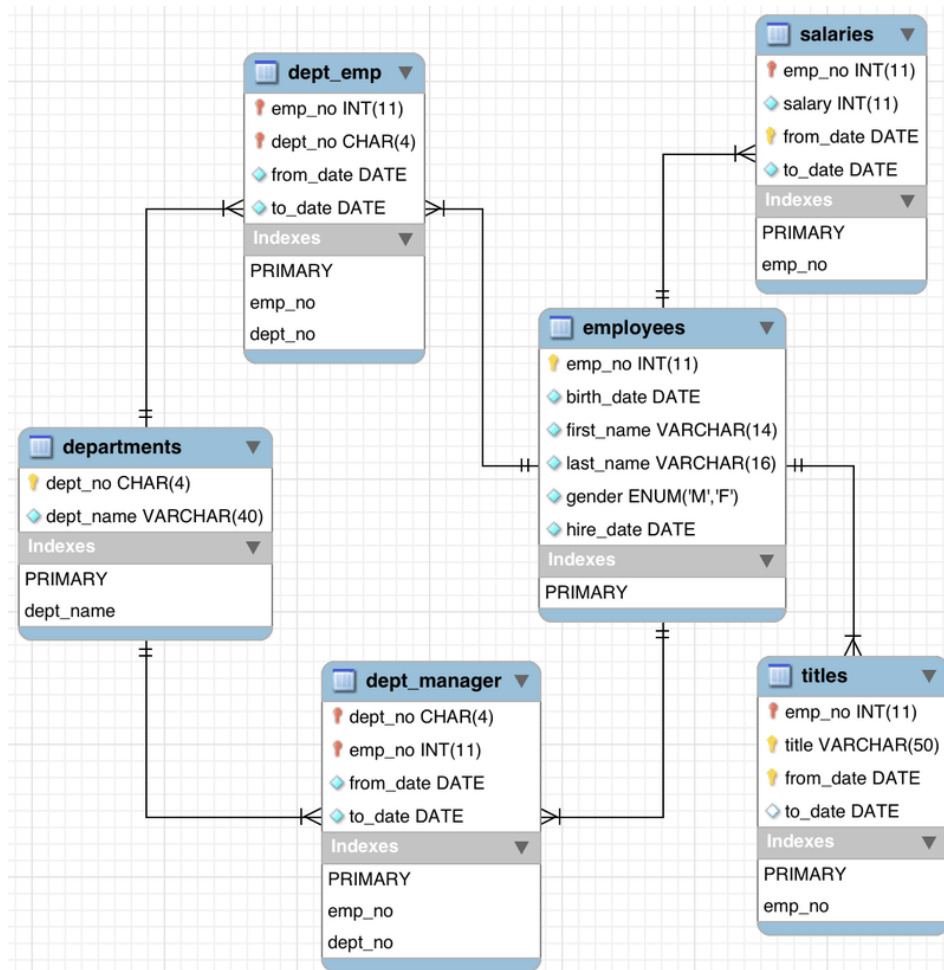 dept_emp
emp_no INT(11)
dept_no CHAR(4)
from_date DATE
to_date DATE
Indexes
PRIMARY
emp_no
dept_no
salaries
emp_no INT(11)
salary INT(11)
from_date DATE
to_date DATE
Indexes
PRIMARY
emp_no
employees
emp_no INT(11)
birth_date DATE
first_name VARCHAR(14)
last_name VARCHAR(16)
gender ENUM('M','F')
hire_date DATE
Indexes
PRIMARY
departments
dept_no CHAR(4)
dept_name VARCHAR(40)
Indexes
PRIMARY
dept_name
dept_manager
dept_no CHAR(4)
emp_no INT(11)
from_date DATE
to_date DATE
Indexes
PRIMARY
emp_no
dept_no
titles
emp_no INT(11)
title VARCHAR(50)
from_date DATE
to_date DATE
Indexes
PRIMARY
emp_no